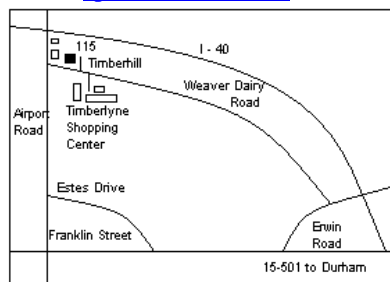 115
I - 40
Timberhill
Weaver Dairy
Road
Airport
Road
Timberlyne
Shopping
Center
Estes Drive
Franklin Street
Erwin
Road
15-501 to Durham